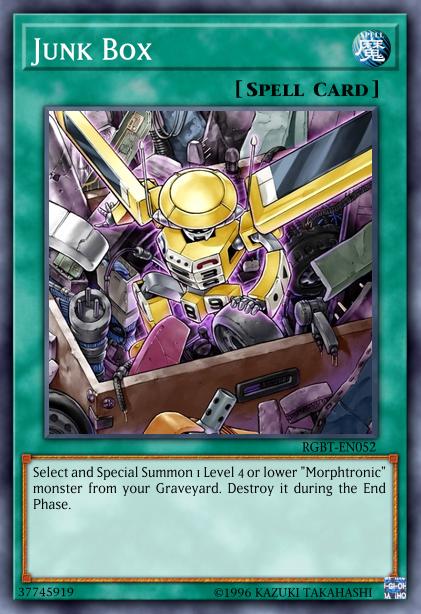 JUNK BOX
SPELL
魔
[SPELL CARD]
RGBT-EN052
Select and Special Summon 1 Level 4 or lower "Morphtronic"
monster from your Graveyard. Destroy it during the End
Phase.
37745919
©1996 KAZUKI TAKAHASHI